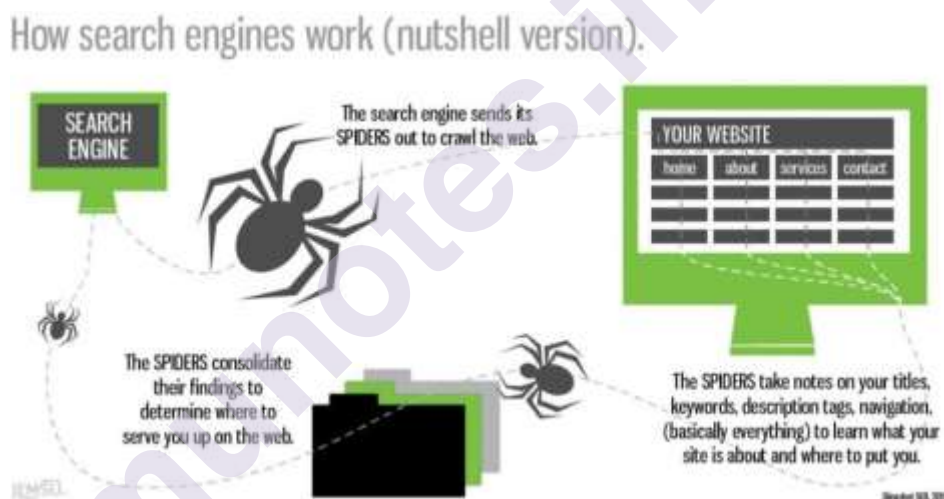 How search engines work (nutshell version).
SEARCH
ENGINE
The search engine sends its
SPIDERS out to crawl the web.
YOUR WEBSITE
home about services contact
The SPIDERS consolidate
their findings to
determine where to
serve you up on the web.
The SPIDERS take notes on your titles,
keywords, description tags, navigation,
(basically everything) to learn what your
site is about and where to put you.